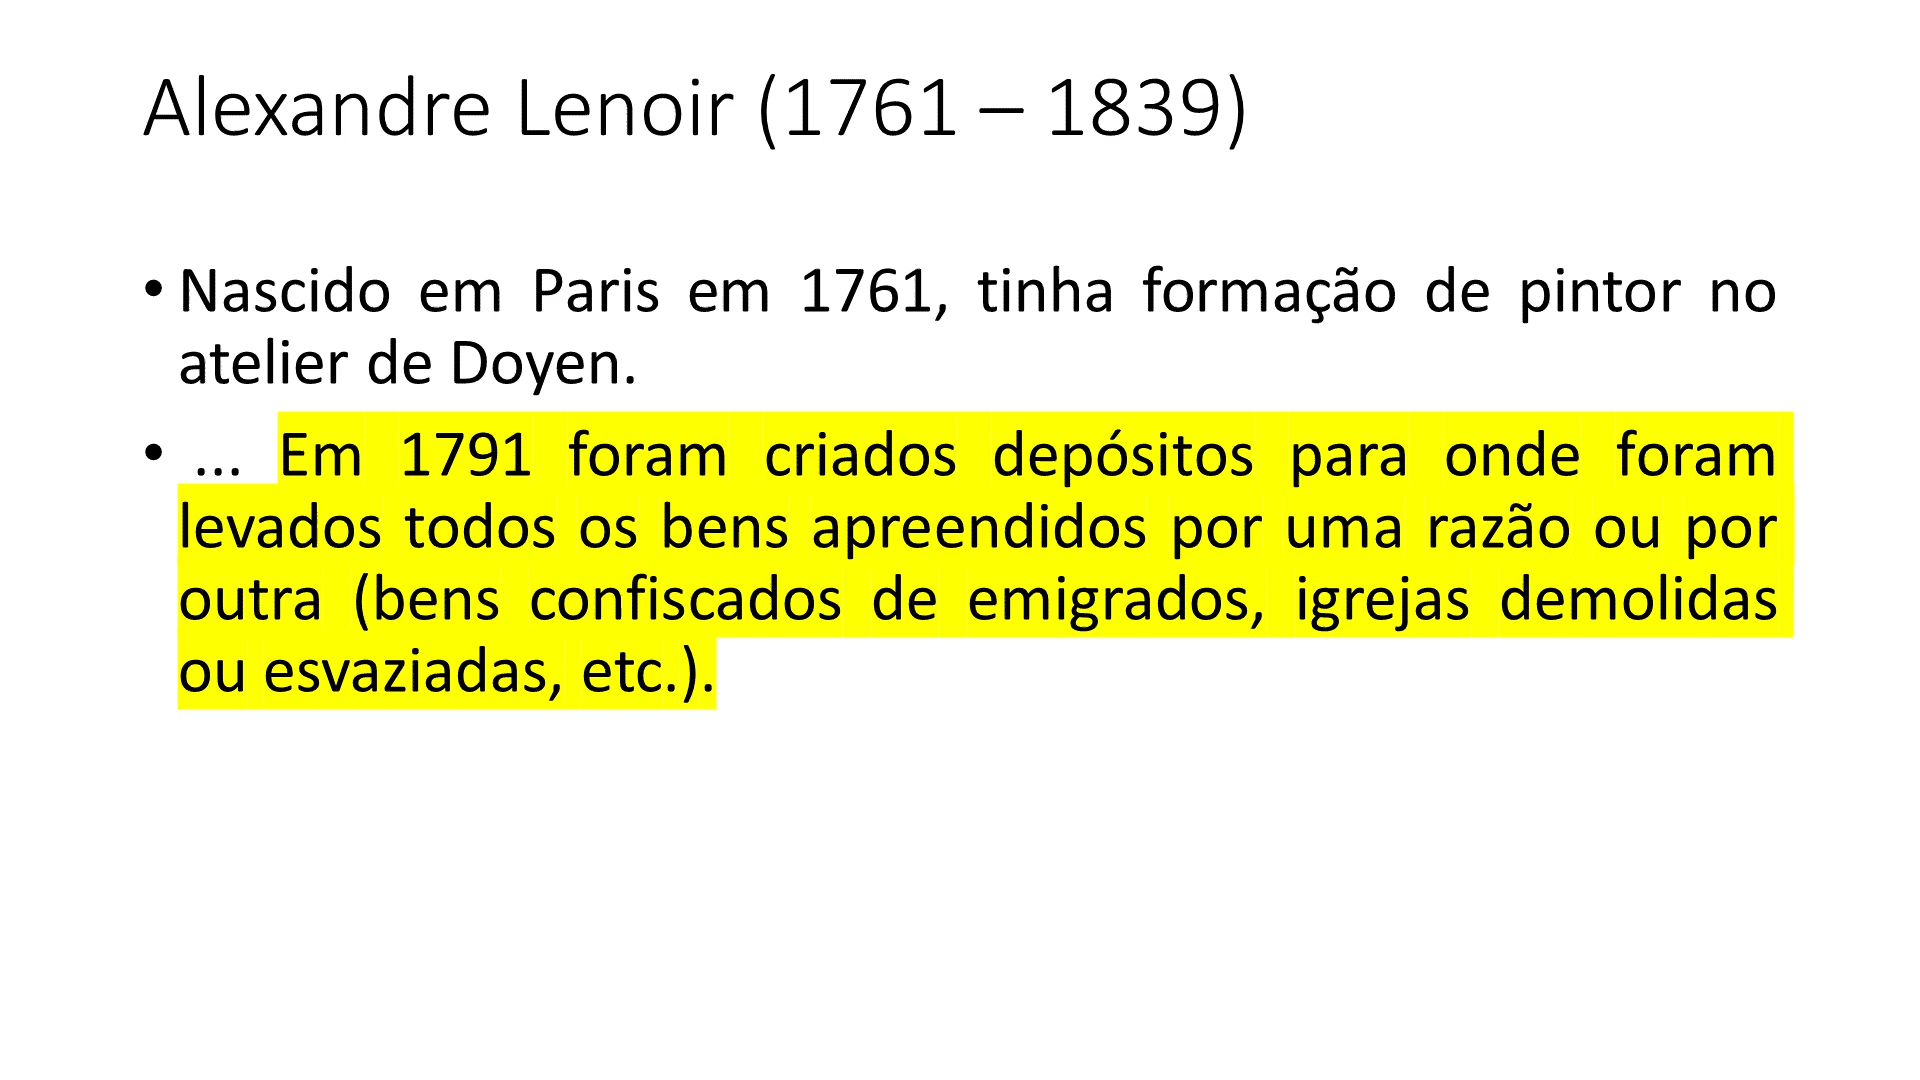 Alexandre Lenoir (1761 – 1839)
• Nascido em Paris em 1761, tinha formação de pintor no
atelier de Doyen.
• ... Em 1791 foram criados depósitos para onde foram
levados todos os bens apreendidos por uma razão ou por
outra (bens confiscados de emigrados, igrejas demolidas
ou esvaziadas, etc.).